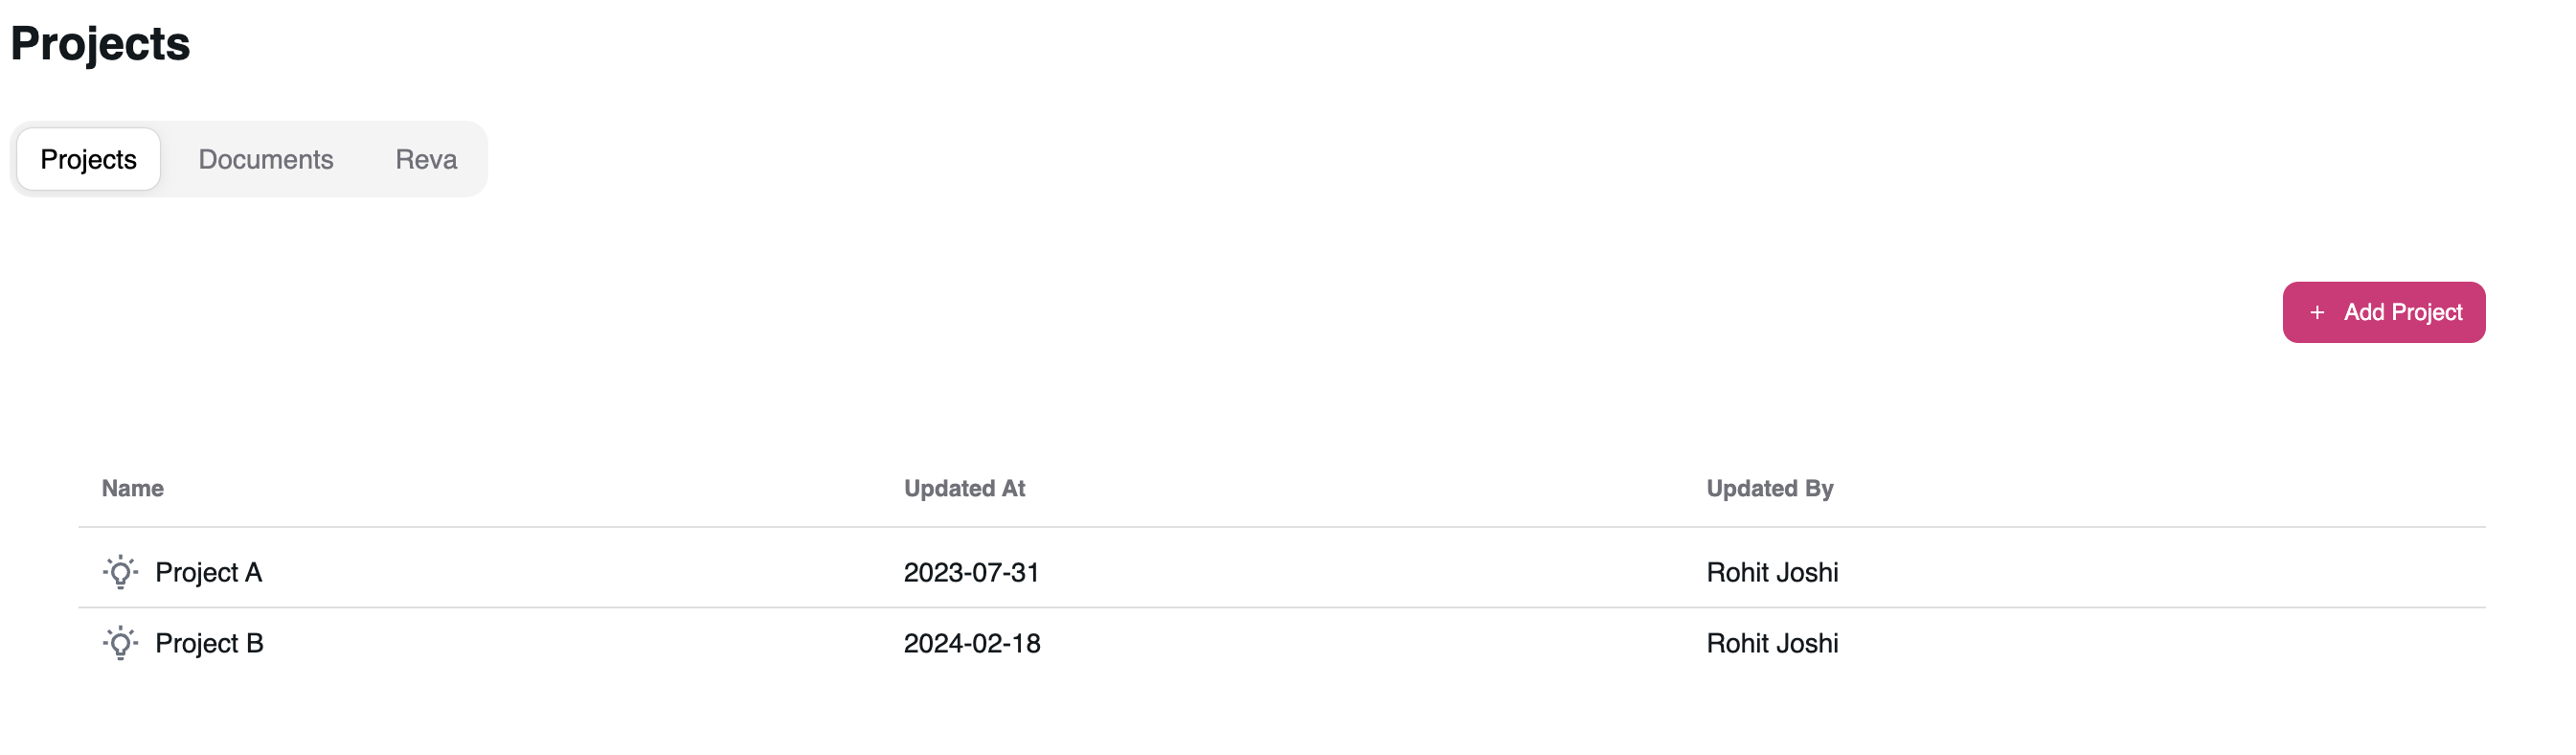 Projects
Projects Documents Reva
+ Add Project
Name Updated At Updated By
Project A 2023-07-31 Rohit Joshi
Project B 2024-02-18 Rohit Joshi